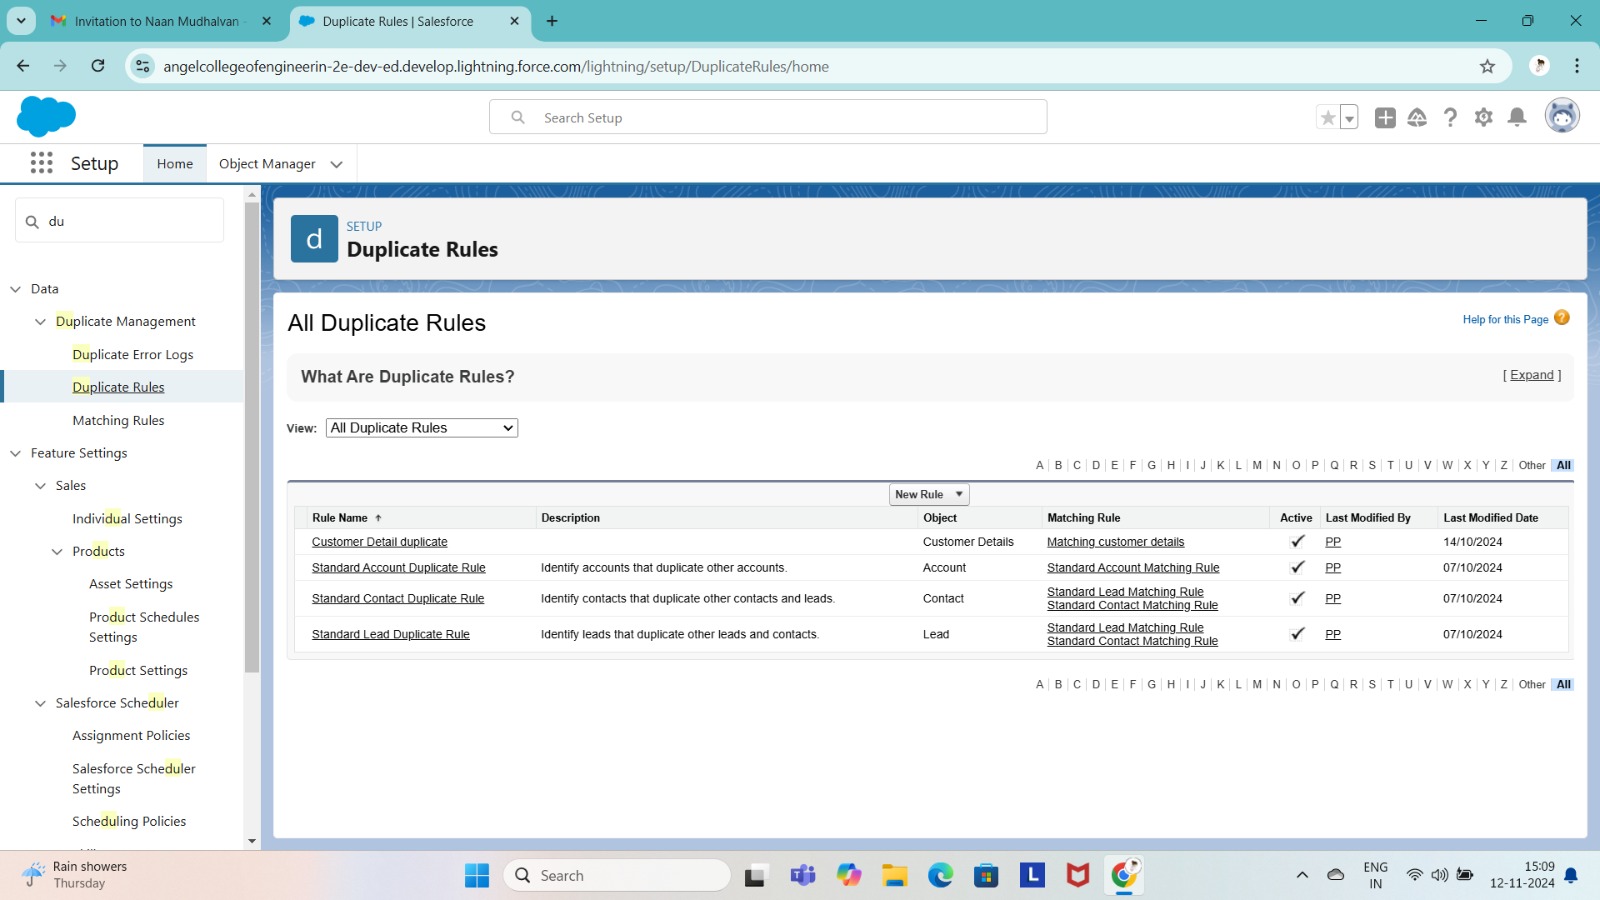 Invitation to Naan Mudhalvan
Duplicate Rules | Salesforce
angelcollegeofengineerin-2e-dev-ed.develop.lightning.force.com/lightning/setup/DuplicateRules/home
Search Setup
Setup
Home
Object Manager
du
Data
Duplicate Management
Duplicate Error Logs
Duplicate Rules
Matching Rules
Feature Settings
Sales
Individual Settings
Products
Asset Settings
Product Schedules
Settings
Product Settings
Salesforce Scheduler
Assignment Policies
Salesforce Scheduler
Settings
Scheduling Policies
d
SETUP
Duplicate Rules
All Duplicate Rules
Help for this Page ?
What Are Duplicate Rules?
[ Expand ]
View: All Duplicate Rules
A | B | C | D | E | F | G | H | I | J | K | L | M | N | O | P | Q | R | S | T | U | V | W | X | Y | Z | Other | All
New Rule
Rule Name Description Object Matching Rule Active Last Modified By Last Modified Date
Customer Detail duplicate Customer Details Matching customer details PP 14/10/2024
Standard Account Duplicate Rule Identify accounts that duplicate other accounts. Account Standard Account Matching Rule PP 07/10/2024
Standard Contact Duplicate Rule Identify contacts that duplicate other contacts and leads. Contact Standard Lead Matching Rule PP 07/10/2024
Standard Contact Matching Rule
Standard Lead Duplicate Rule Identify leads that duplicate other leads and contacts. Lead Standard Lead Matching Rule PP 07/10/2024
Standard Contact Matching Rule
A | B | C | D | E | F | G | H | I | J | K | L | M | N | O | P | Q | R | S | T | U | V | W | X | Y | Z | Other | All
Rain showers
Thursday
Search
L
ENG
IN
15:09
12-11-2024